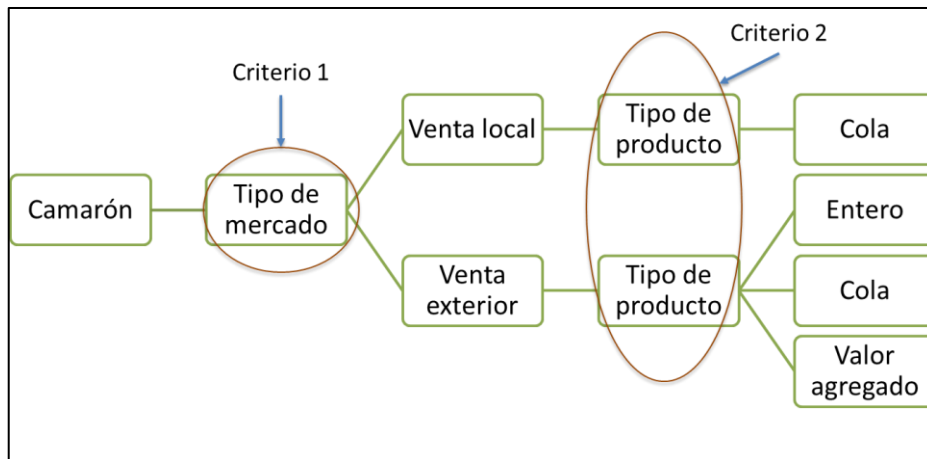 Criterio 2
Criterio 1
Venta local
Tipo de
producto
Cola
Camarón
Tipo de
mercado
Entero
Venta
exterior
Tipo de
producto
Cola
Valor
agregado